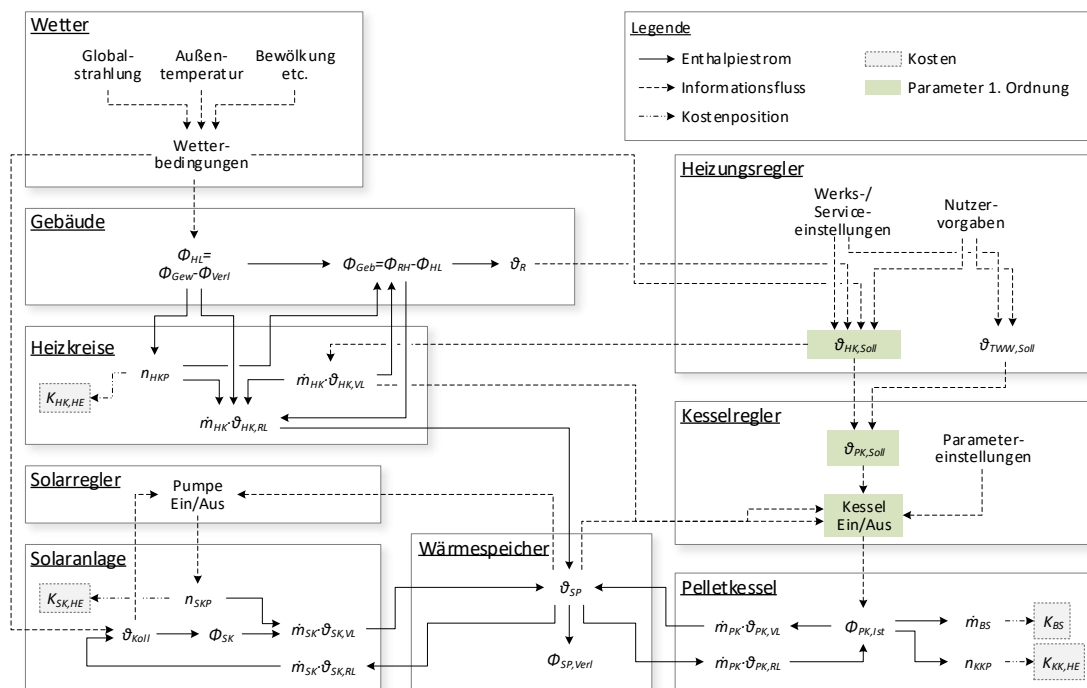 Wetter
Global-
strahlung
Außen-
temperatur
Bewölkung
etc.
Wetter-
bedingungen
Legende
Enthalpiestrom
Informationsfluss
Kostenposition
Kosten
Parameter 1. Ordnung
Gebäude
Φ_HL=
Φ_Gew-Φ_Verl
Φ_Geb=Φ_RH-Φ_HL
ϑ_R
Heizungsregler
Werks-/
Service-
einstellungen
Nutzer-
vorgaben
ϑ_HK,Soll
ϑ_TWW,Soll
Heizkreise
n_HKP
ṁ_HK·ϑ_HK,VL
K_HK,HE
ṁ_HK·ϑ_HK,RL
Kesselregler
ϑ_PK,Soll
Parameter-
einstellungen
Kessel
Ein/Aus
Solarregler
Pumpe
Ein/Aus
Solaranlage
K_SK,HE
n_SKP
ϑ_Koll
Φ_SK
ṁ_SK·ϑ_SK,VL
ṁ_SK·ϑ_SK,RL
Wärmespeicher
ϑ_SP
Φ_SP,Verl
Pelletkessel
ṁ_PK·ϑ_PK,VL
Φ_PK,Ist
ṁ_BS
K_BS
ṁ_PK·ϑ_PK,RL
n_KKP
K_KK,HE